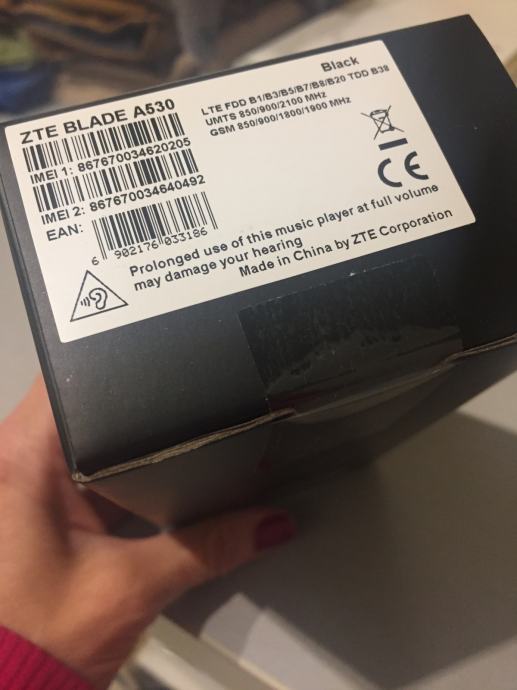 Black
ZTE BLADE A530
LTE FDD B1/B3/B5/B7/B8/B20 TDD B38
UMTS 850/900/2100 MHz
GSM 850/900/1800/1900 MHz
IMEI 1: 867670034620205
IMEI 2: 867670034640492
EAN:
6 902176 033186
CE
Prolonged use of this music player at full volume
may damage your hearing
Made in China by ZTE Corporation